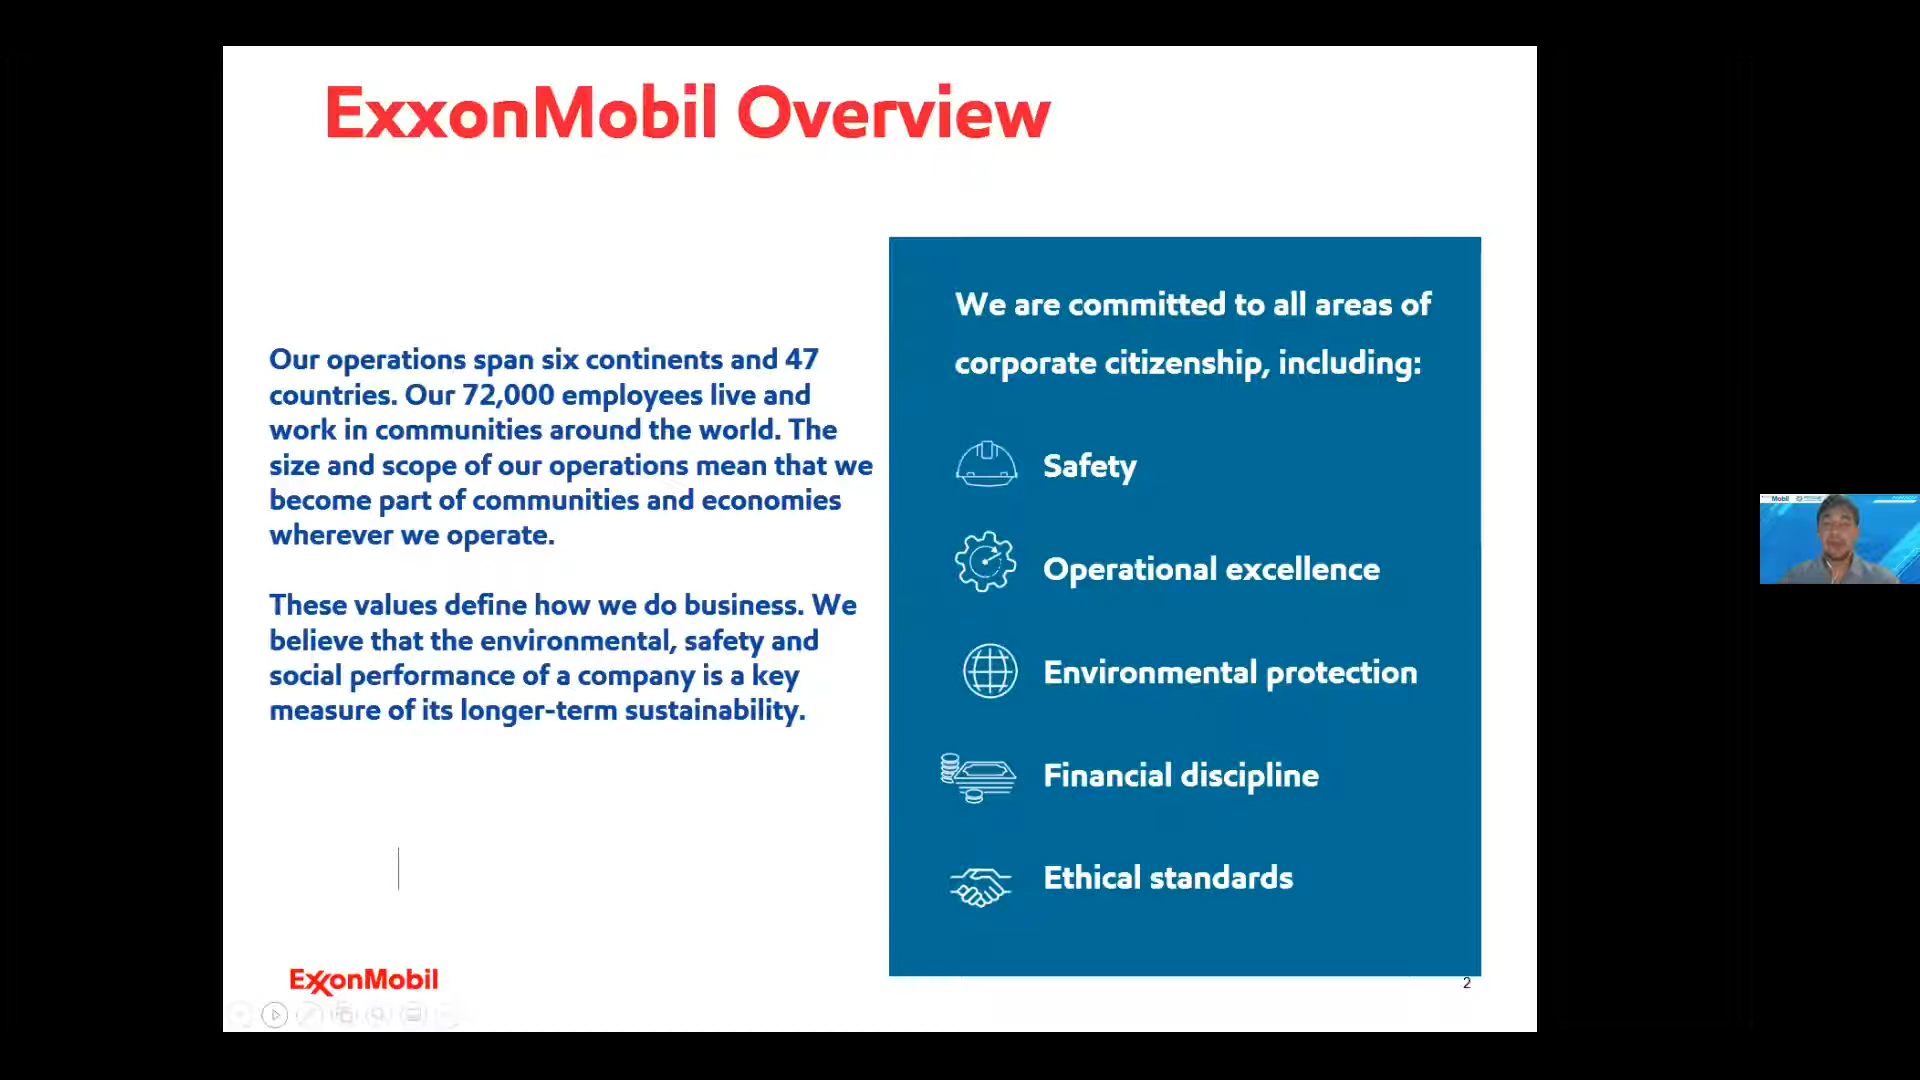 ExxonMobil Overview
Our operations span six continents and 47
countries. Our 72,000 employees live and
work in communities around the world. The
size and scope of our operations mean that we
become part of communities and economies
wherever we operate.
These values define how we do business. We
believe that the environmental, safety and
social performance of a company is a key
measure of its longer-term sustainability.
We are committed to all areas of
corporate citizenship, including:
Safety
Operational excellence
Environmental protection
Financial discipline
Ethical standards
ExxonMobil
2
Mobil